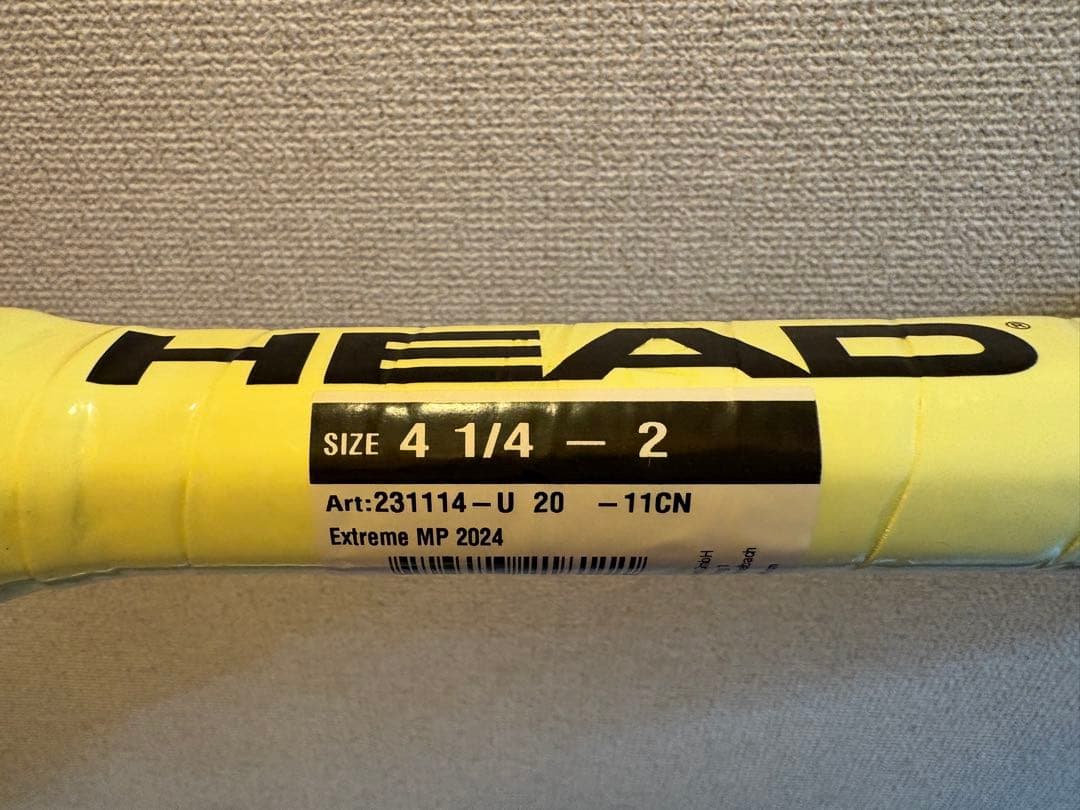 HEAD®
SIZE 4 1/4 – 2
Art:231114–U 20 –11CN
Extreme MP 2024